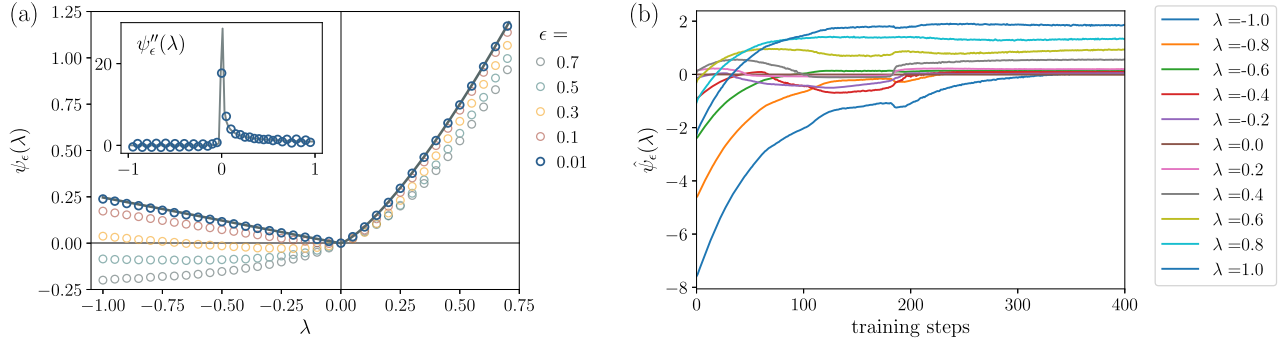 (a)
1.25
1.00
0.75
0.50
0.25
0.00
−0.25
ψϵ(λ)
−1.00
−0.75
−0.50
−0.25
0.00
0.25
0.50
0.75
λ
ψ″ϵ(λ)
20
0
−1
0
1
ϵ =
0.7
0.5
0.3
0.1
0.01
(b)
2
0
−2
−4
−6
−8
ψ̂ϵ(λ)
0
100
200
300
400
training steps
λ =-1.0
λ =-0.8
λ =-0.6
λ =-0.4
λ =-0.2
λ =0.0
λ =0.2
λ =0.4
λ =0.6
λ =0.8
λ =1.0